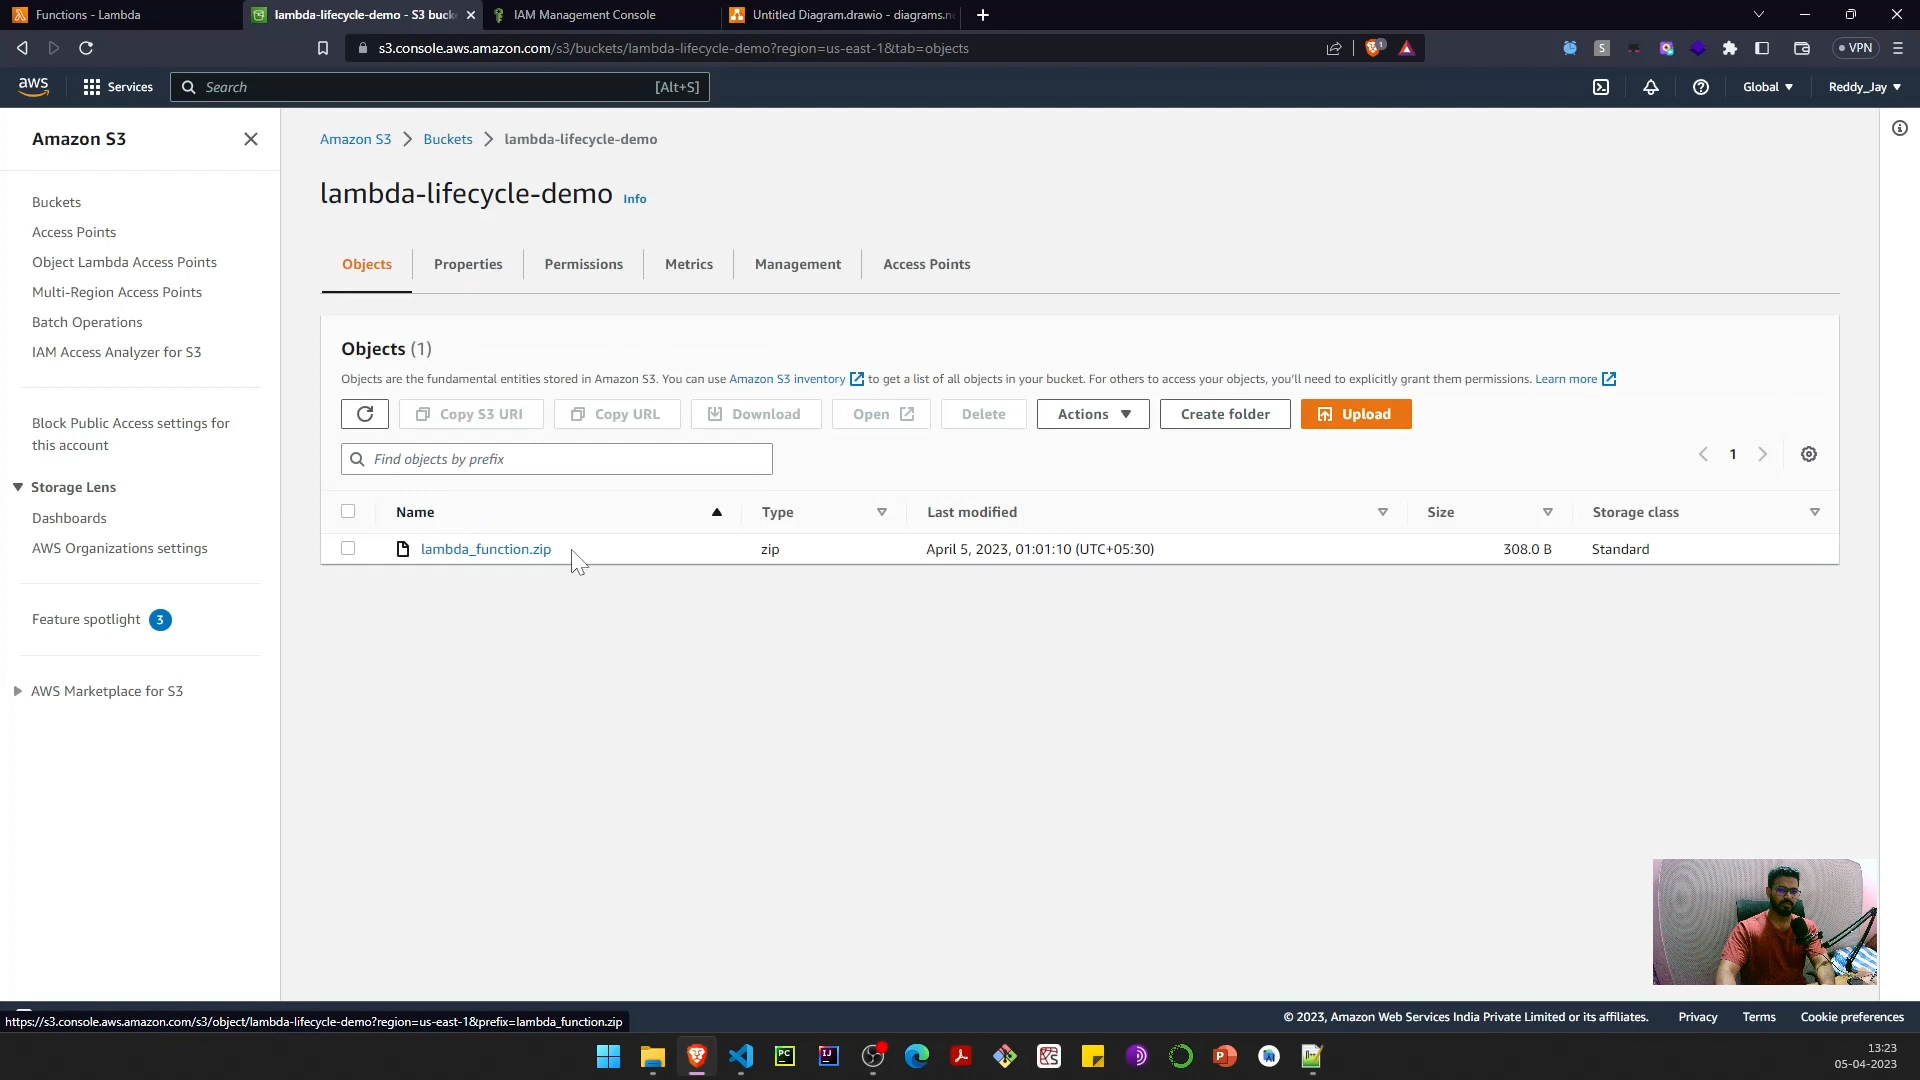 Functions - Lambda
lambda-lifecycle-demo - S3 buck
IAM Management Console
Untitled Diagram.drawio - diagrams.n
s3.console.aws.amazon.com/s3/buckets/lambda-lifecycle-demo?region=us-east-1&tab=objects
1
S
VPN
aws
Services
Search
[Alt+S]
Global
Reddy_Jay
Amazon S3
Buckets
Access Points
Object Lambda Access Points
Multi-Region Access Points
Batch Operations
IAM Access Analyzer for S3
Block Public Access settings for
this account
Storage Lens
Dashboards
AWS Organizations settings
Feature spotlight 3
AWS Marketplace for S3
Amazon S3 > Buckets > lambda-lifecycle-demo
lambda-lifecycle-demo Info
Objects
Properties
Permissions
Metrics
Management
Access Points
Objects (1)
Objects are the fundamental entities stored in Amazon S3. You can use Amazon S3 inventory to get a list of all objects in your bucket. For others to access your objects, you'll need to explicitly grant them permissions. Learn more
Copy S3 URI
Copy URL
Download
Open
Delete
Actions
Create folder
Upload
Find objects by prefix
1
Name
Type
Last modified
Size
Storage class
lambda_function.zip
zip
April 5, 2023, 01:01:10 (UTC+05:30)
308.0 B
Standard
https://s3.console.aws.amazon.com/s3/object/lambda-lifecycle-demo?region=us-east-1&prefix=lambda_function.zip
© 2023, Amazon Web Services India Private Limited or its affiliates.
Privacy
Terms
Cookie preferences
PC
IJ
13:23
05-04-2023